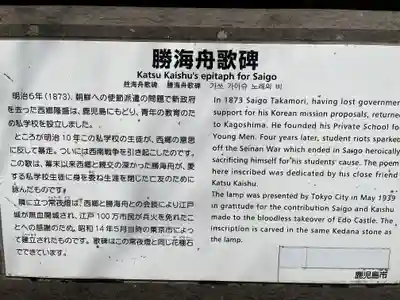 勝海舟歌碑
Katsu Kaishu's epitaph for Saigo
胜海舟歌碑 勝海舟歌碑 가쓰 가이슈 노래의 비
明治6年(1873)、朝鮮への使節派遣の問題で新政府
を去った西郷隆盛は、鹿児島にもどり、青年の教育のた
め私学校を設立しました。
ところが明治10年この私学校の生徒が、西郷の意思
に反して暴走。ついには西南戦争を引き起こしたのです。
この歌は、幕末以来西郷と親交の深かった勝海舟が、愛
する私学校生徒に身を委ね生涯を閉じた亡友のために
詠んだものです。
隣に立つ常夜燈は、西郷と勝海舟との会談により江戸
城が無血開城され、江戸100万市民が兵火を免れたこ
とへの感謝のため、昭和14年5月当時の東京市によっ
て建立されたものです。歌碑はこの常夜燈と同じ花棚石
でできています。
In 1873 Saigo Takamori, having lost government
support for his Korean mission proposals, returned
to Kagoshima. He founded his Private School for
Young Men. Four years later, student riots sparked
off the Seinan War which ended in Saigo heroically
sacrificing himself for his students' cause. The poem
here inscribed was dedicated by his close friend
Katsu Kaishu.
The lamp was presented by Tokyo City in May 1939
in gratitude for the contribution Saigo and Kaishu
made to the bloodless takeover of Edo Castle. The
inscription is carved in the same Kedana stone as
the lamp.
鹿児島市